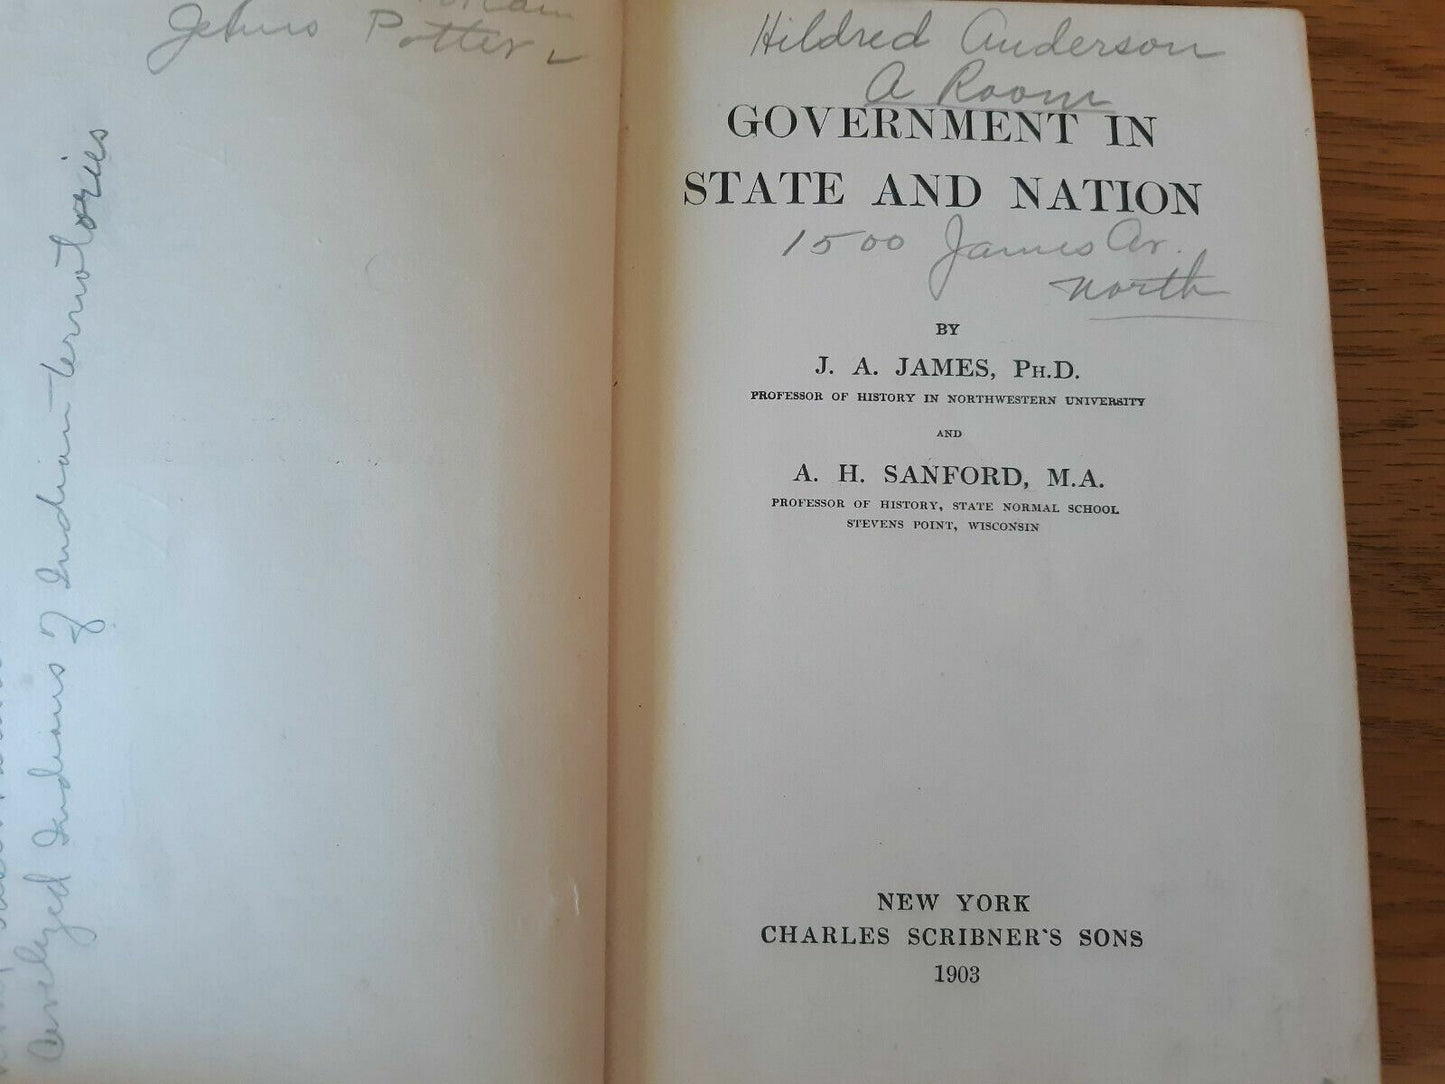 Potter
Indians of Indian territories
Hildred Anderson
A Room
GOVERNMENT IN
STATE AND NATION
1500 James Av.
North
BY
J. A. JAMES, PH.D.
PROFESSOR OF HISTORY IN NORTHWESTERN UNIVERSITY
AND
A. H. SANFORD, M.A.
PROFESSOR OF HISTORY, STATE NORMAL SCHOOL
STEVENS POINT, WISCONSIN
NEW YORK
CHARLES SCRIBNER'S SONS
1903